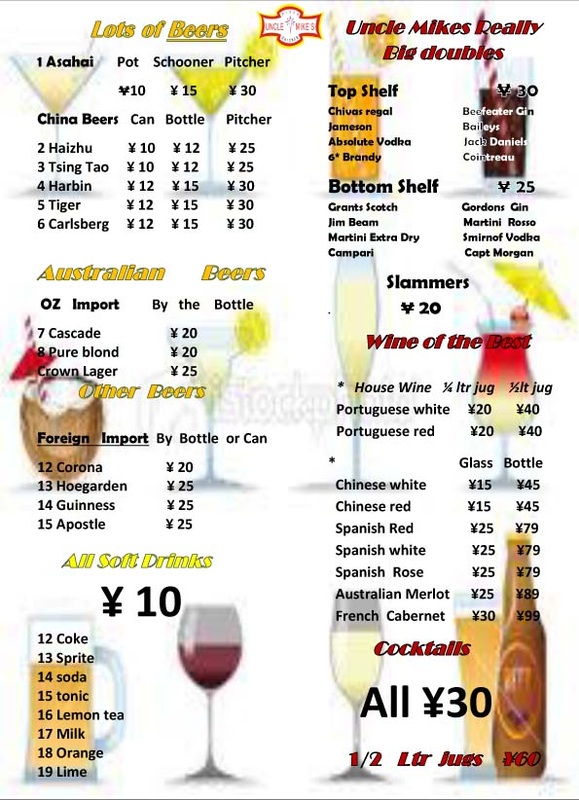 Lots of Beers
UNCLE MIKE'S
1 Asahai Pot Schooner Pitcher
¥10 ¥ 15 ¥ 30
China Beers Can Bottle Pitcher
2 Haizhu ¥ 10 ¥ 12 ¥ 25
3 Tsing Tao ¥ 10 ¥ 12 ¥ 25
4 Harbin ¥ 12 ¥ 15 ¥ 30
5 Tiger ¥ 12 ¥ 15 ¥ 30
6 Carlsberg ¥ 12 ¥ 15 ¥ 30
Australian Beers
OZ Import By the Bottle
7 Cascade ¥ 20
8 Pure blond ¥ 20
Crown Lager ¥ 25
Other Beers
Foreign Import By Bottle or Can
12 Corona ¥ 20
13 Hoegarden ¥ 25
14 Guinness ¥ 25
15 Apostle ¥ 25
All Soft Drinks
¥ 10
12 Coke
13 Sprite
14 soda
15 tonic
16 Lemon tea
17 Milk
18 Orange
19 Lime
Uncle Mikes Really
Big doubles
Top Shelf ¥ 30
Chivas regal Beefeater Gin
Jameson Baileys
Absolute Vodka Jack Daniels
6* Brandy Cointreau
Bottom Shelf ¥ 25
Grants Scotch Gordons Gin
Jim Beam Martini Rosso
Martini Extra Dry Smirnof Vodka
Campari Capt Morgan
Slammers
. ¥ 20
Wine of the Best
* House Wine ¼ ltr jug ½lt jug
Portuguese white ¥20 ¥40
Portuguese red ¥20 ¥40
* Glass Bottle
Chinese white ¥15 ¥45
Chinese red ¥15 ¥45
Spanish Red ¥25 ¥79
Spanish white ¥25 ¥79
Spanish Rose ¥25 ¥79
Australian Merlot ¥25 ¥89
French Cabernet ¥30 ¥99
Cocktails
All ¥30
1/2 Ltr Jugs ¥60
iStockphoto